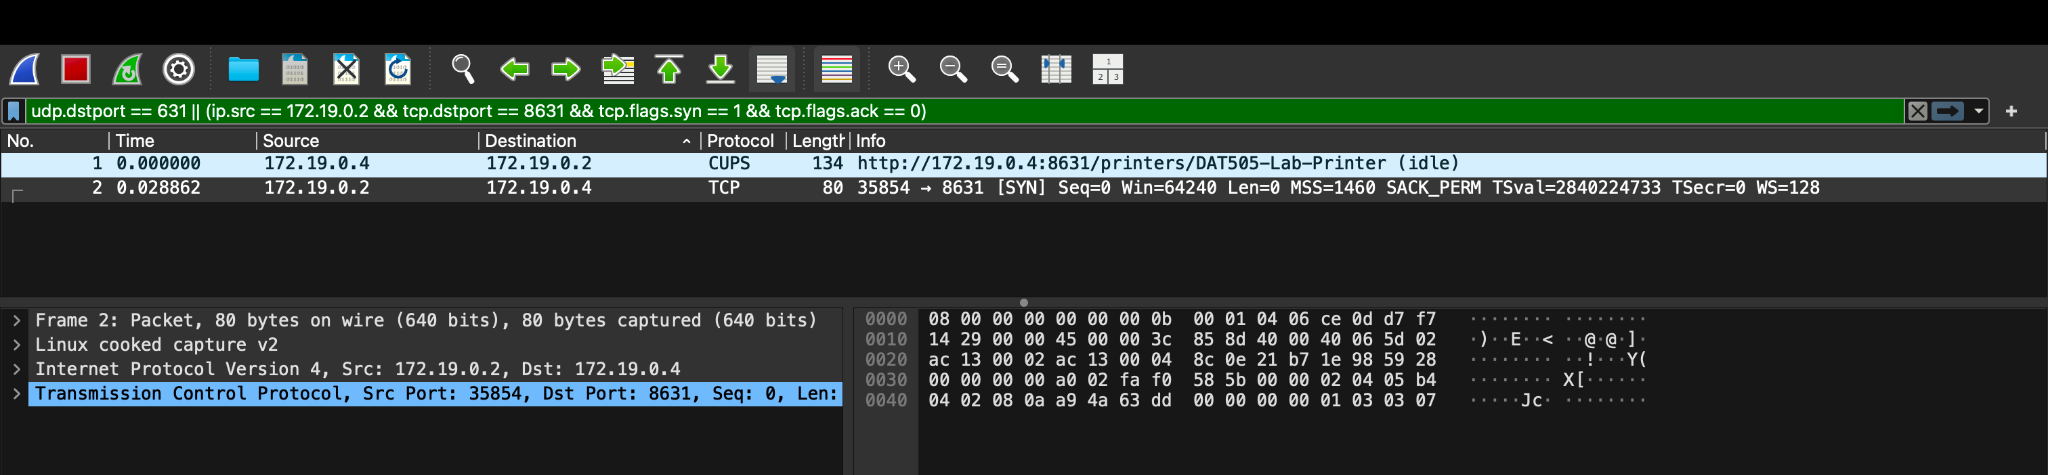 udp.dstport == 631 || (ip.src == 172.19.0.2 && tcp.dstport == 8631 && tcp.flags.syn == 1 && tcp.flags.ack == 0)
No. Time Source Destination Protocol Length Info
1 0.000000 172.19.0.4 172.19.0.2 CUPS 134 http://172.19.0.4:8631/printers/DAT505-Lab-Printer (idle)
2 0.028862 172.19.0.2 172.19.0.4 TCP 80 35854 → 8631 [SYN] Seq=0 Win=64240 Len=0 MSS=1460 SACK_PERM TSval=2840224733 TSecr=0 WS=128
Frame 2: Packet, 80 bytes on wire (640 bits), 80 bytes captured (640 bits)
Linux cooked capture v2
Internet Protocol Version 4, Src: 172.19.0.2, Dst: 172.19.0.4
Transmission Control Protocol, Src Port: 35854, Dst Port: 8631, Seq: 0, Len:
0000 08 00 00 00 00 00 00 0b 00 01 04 06 ce 0d d7 f7 ········ ········
0010 14 29 00 00 45 00 00 3c 85 8d 40 00 40 06 5d 02 ·)··E··< ··@·@·]·
0020 ac 13 00 02 ac 13 00 04 8c 0e 21 b7 1e 98 59 28 ········ ··!···Y(
0030 00 00 00 00 a0 02 fa f0 58 5b 00 00 02 04 05 b4 ········ X[······
0040 04 02 08 0a a9 4a 63 dd 00 00 00 00 01 03 03 07 ·····Jc· ········